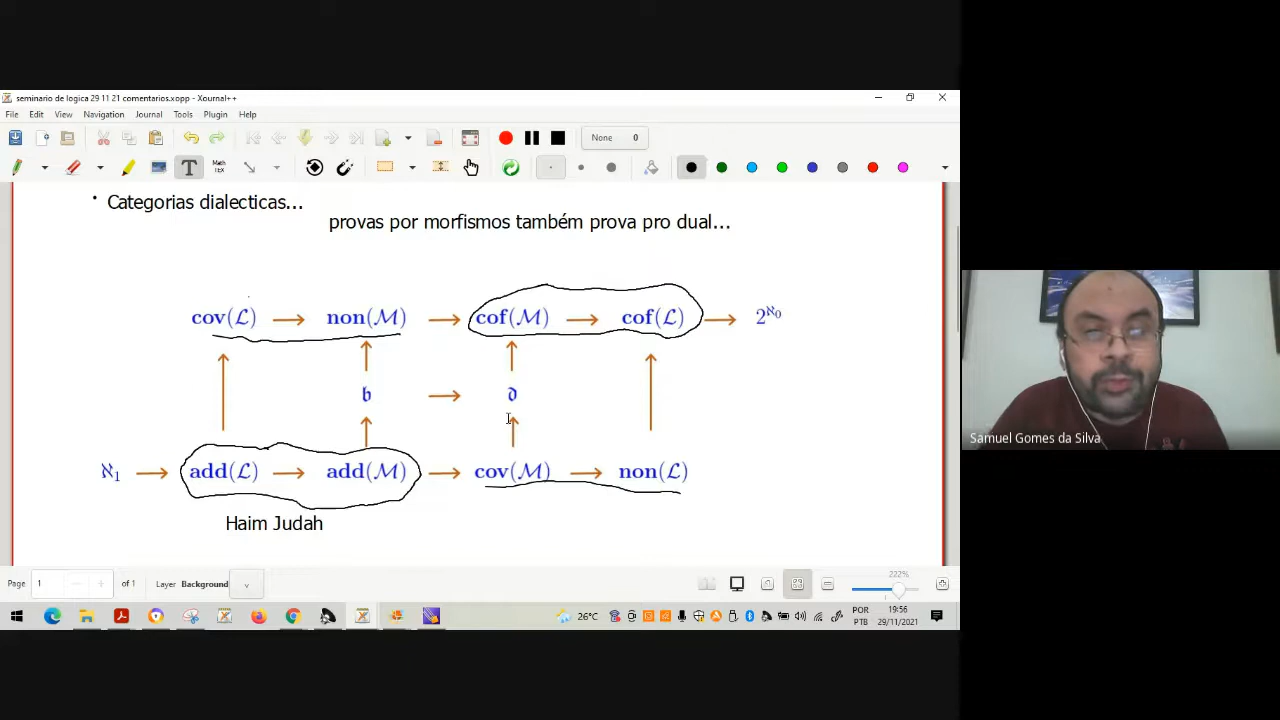 seminario de logica 29 11 21 comentarios.xopp - Xournal++
File Edit View Navigation Journal Tools Plugin Help
None 0
T Math TEX
• Categorias dialecticas...
provas por morfismos também prova pro dual...
cov(ℒ) → non(ℳ) → cof(ℳ) → cof(ℒ) → 2^ℵ₀
𝔟 → 𝔡
ℵ₁ → add(ℒ) → add(ℳ) → cov(ℳ) → non(ℒ)
Haim Judah
Samuel Gomes da Silva
Page 1 of 1 Layer Background 222%
26°C POR 19:56
PTB 29/11/2021